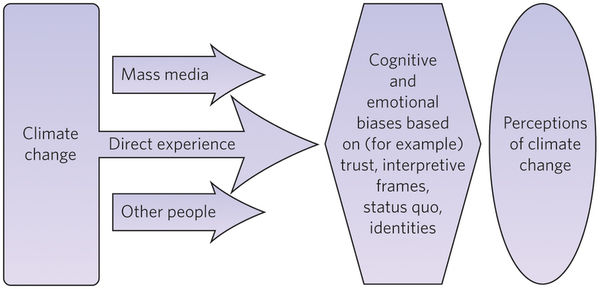 Climate
change
Mass media
Direct experience
Other people
Cognitive
and
emotional
biases based
on (for example)
trust, interpretive
frames,
status quo,
identities
Perceptions
of climate
change